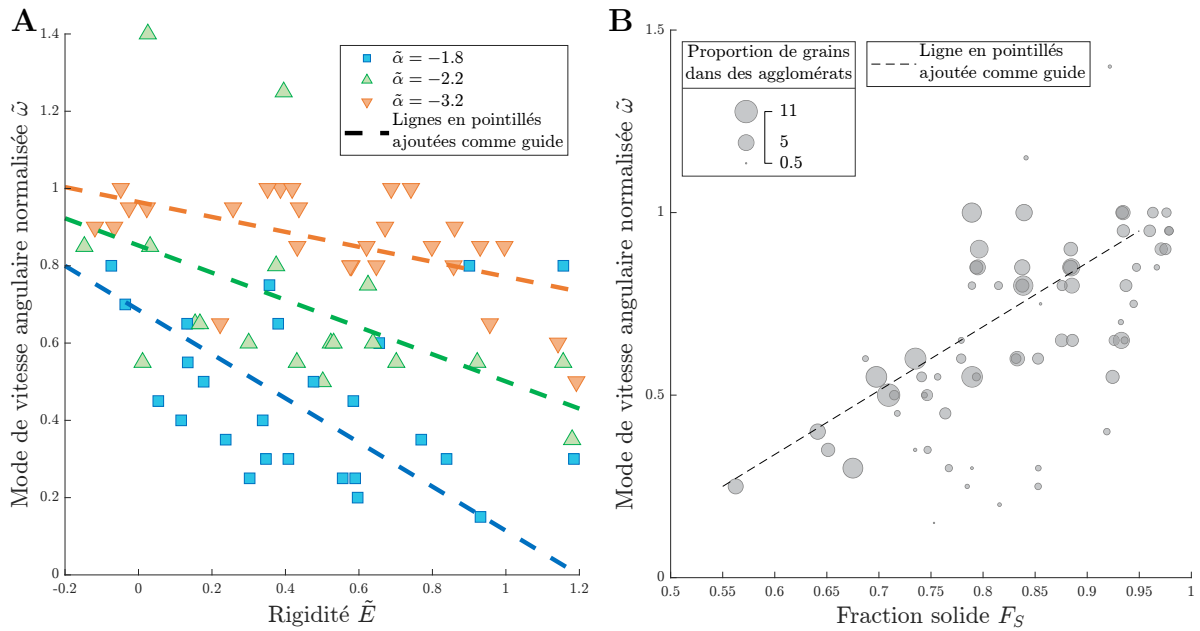 A
Mode de vitesse angulaire normalisée ω̃
1.4
1.2
1
0.8
0.6
0.4
0.2
0
-0.2
0
0.2
0.4
0.6
0.8
1
1.2
Rigidité Ẽ
α̃ = −1.8
α̃ = −2.2
α̃ = −3.2
Lignes en pointillés
ajoutées comme guide
B
Mode de vitesse angulaire normalisée ω̃
1.5
1
0.5
0
0.5
0.55
0.6
0.65
0.7
0.75
0.8
0.85
0.9
0.95
1
Fraction solide F_S
Proportion de grains
dans des agglomérats
11
5
0.5
Ligne en pointillés
ajoutée comme guide